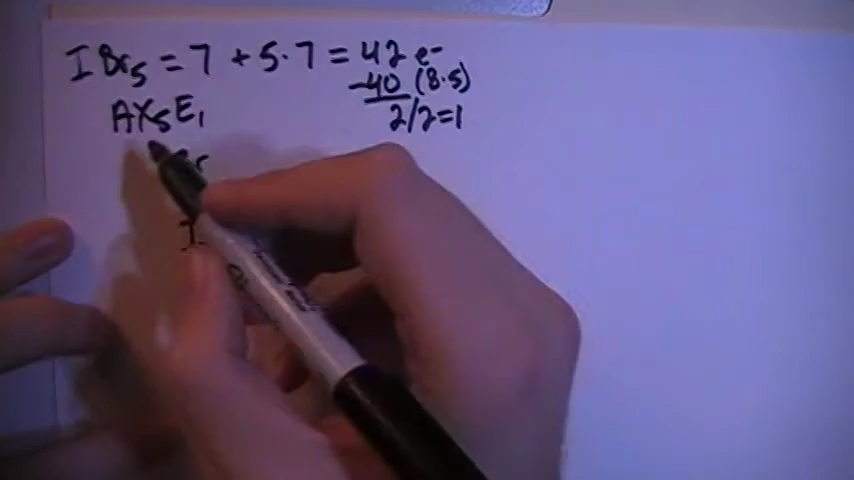 IBr5 = 7 + 5·7 = 42 e-
-40 (8·5)
AX5E1 2/2=1
I